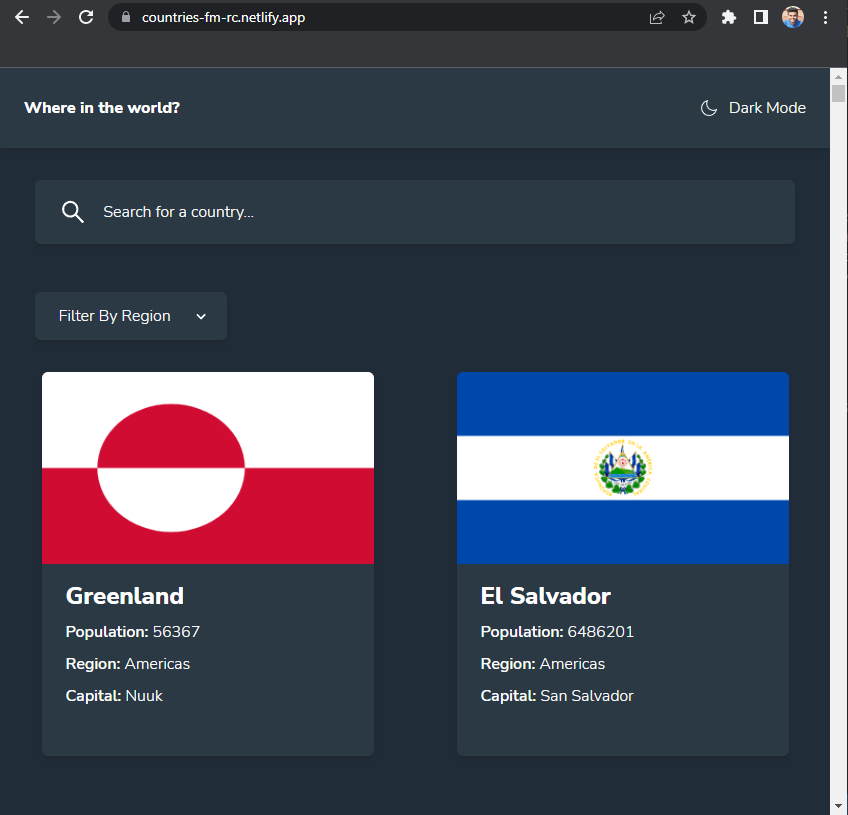 countries-fm-rc.netlify.app
Where in the world?
Dark Mode
Search for a country...
Filter By Region
Greenland
Population: 56367
Region: Americas
Capital: Nuuk
El Salvador
Population: 6486201
Region: Americas
Capital: San Salvador